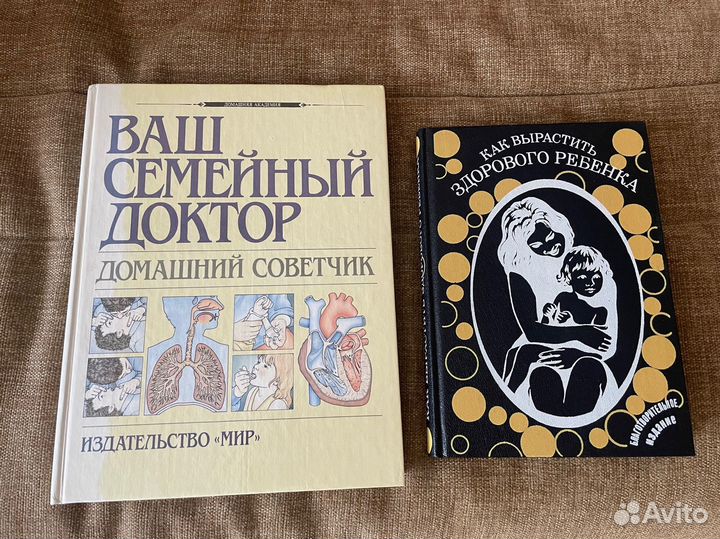 ДОМАШНЯЯ АКАДЕМИЯ
ВАШ
СЕМЕЙНЫЙ
ДОКТОР
ДОМАШНИЙ СОВЕТЧИК
ИЗДАТЕЛЬСТВО «МИР»
КАК ВЫРАСТИТЬ
ЗДОРОВОГО РЕБЕНКА
БЛАГОТВОРИТЕЛЬНОЕ
ИЗДАНИЕ
Avito